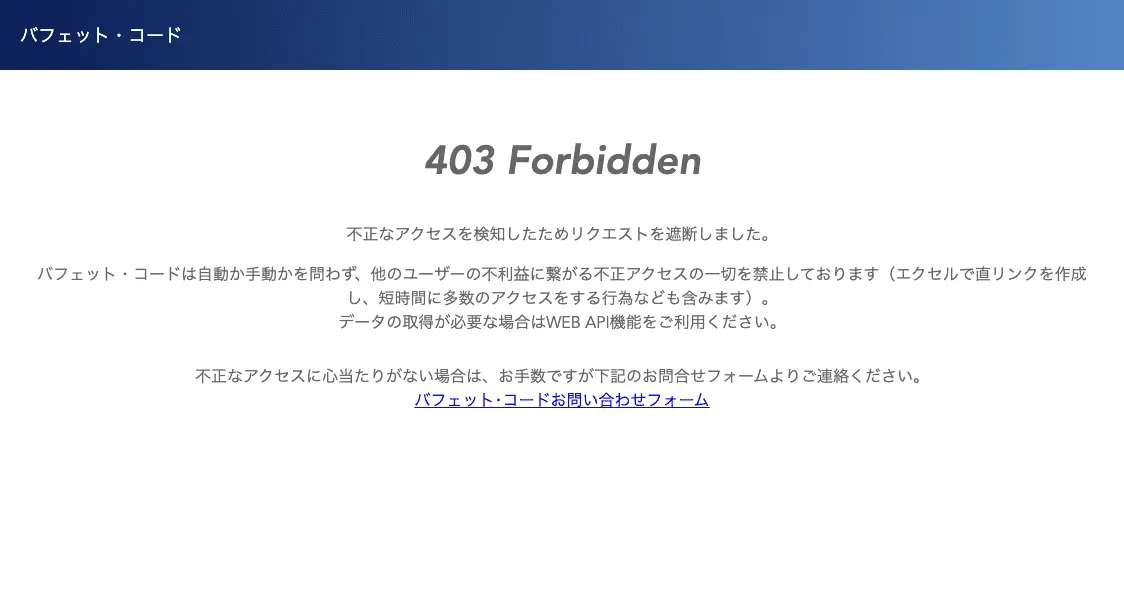 バフェット・コード
403 Forbidden
不正なアクセスを検知したためリクエストを遮断しました。
バフェット・コードは自動か手動かを問わず、他のユーザーの不利益に繋がる不正アクセスの一切を禁止しております（エクセルで直リンクを作成
し、短時間に多数のアクセスをする行為なども含みます）。
データの取得が必要な場合はWEB API機能をご利用ください。
不正なアクセスに心当たりがない場合は、お手数ですが下記のお問合せフォームよりご連絡ください。
バフェット･コードお問い合わせフォーム